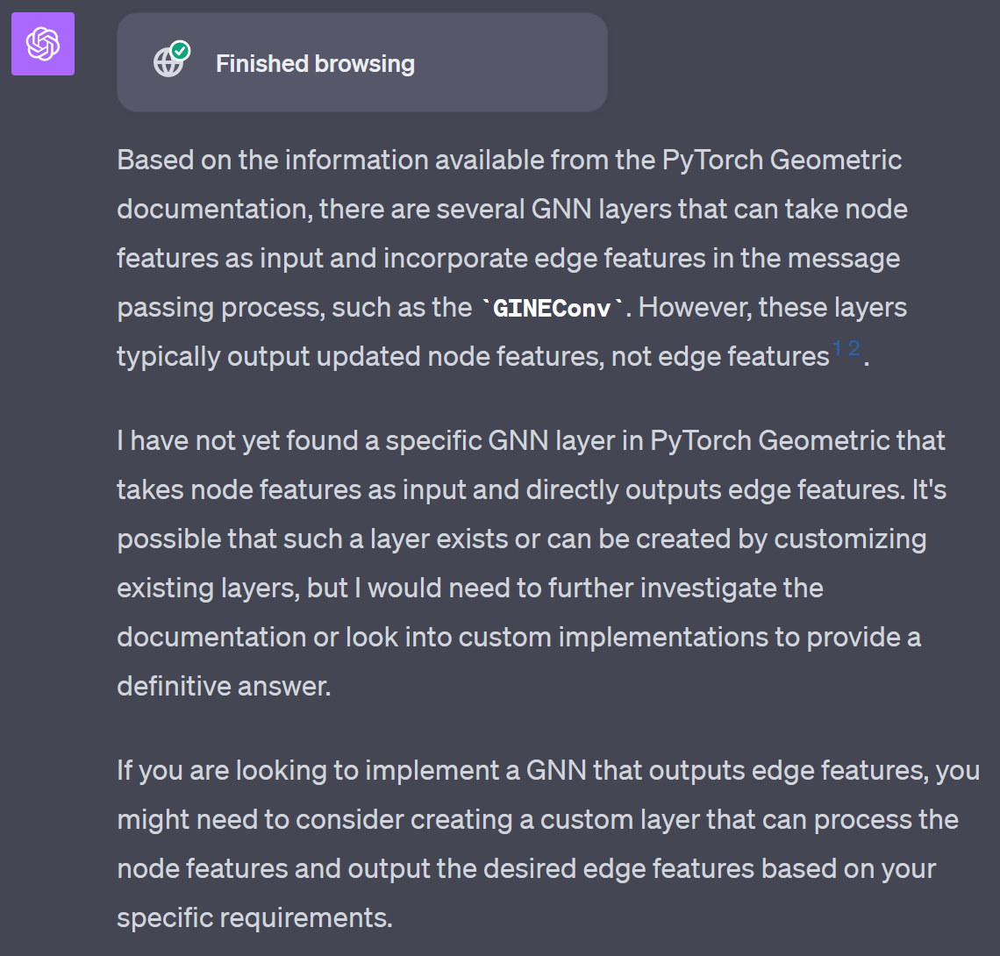 Finished browsing
Based on the information available from the PyTorch Geometric
documentation, there are several GNN layers that can take node
features as input and incorporate edge features in the message
passing process, such as the `GINEConv`. However, these layers
typically output updated node features, not edge features1 2.
I have not yet found a specific GNN layer in PyTorch Geometric that
takes node features as input and directly outputs edge features. It's
possible that such a layer exists or can be created by customizing
existing layers, but I would need to further investigate the
documentation or look into custom implementations to provide a
definitive answer.
If you are looking to implement a GNN that outputs edge features, you
might need to consider creating a custom layer that can process the
node features and output the desired edge features based on your
specific requirements.